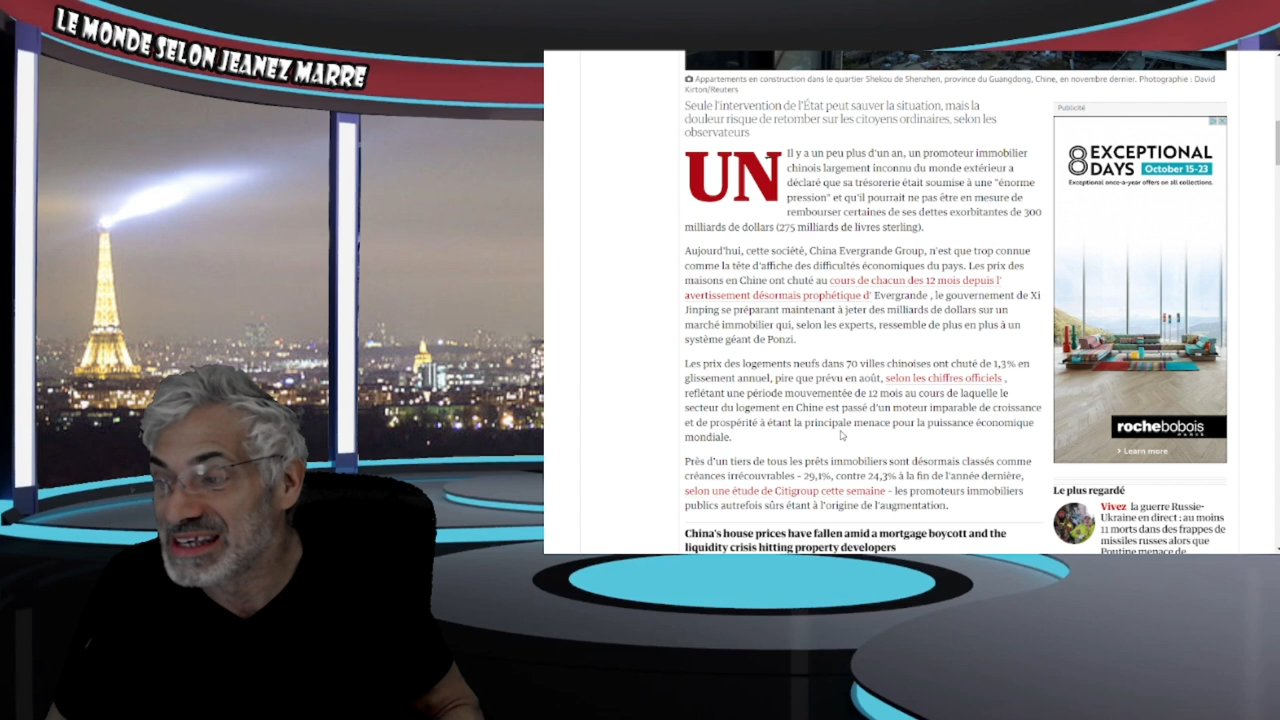 LE MONDE SELON JEANEZ MARRE
Appartements en construction dans le quartier Shekou de Shenzhen, province du Guangdong, Chine, en novembre dernier. Photographie : David
Kirton/Reuters
Seule l'intervention de l'État peut sauver la situation, mais la
douleur risque de retomber sur les citoyens ordinaires, selon les
observateurs
UN
Il y a un peu plus d'un an, un promoteur immobilier
chinois largement inconnu du monde extérieur a
déclaré que sa trésorerie était soumise à une "énorme
pression" et qu'il pourrait ne pas être en mesure de
rembourser certaines de ses dettes exorbitantes de 300
milliards de dollars (275 milliards de livres sterling).
Aujourd'hui, cette société, China Evergrande Group, n'est que trop connue
comme la tête d'affiche des difficultés économiques du pays. Les prix des
maisons en Chine ont chuté au cours de chacun des 12 mois depuis l'
avertissement désormais prophétique d' Evergrande , le gouvernement de Xi
Jinping se préparant maintenant à jeter des milliards de dollars sur un
marché immobilier qui, selon les experts, ressemble de plus en plus à un
système géant de Ponzi.
Les prix des logements neufs dans 70 villes chinoises ont chuté de 1,3% en
glissement annuel, pire que prévu en août, selon les chiffres officiels ,
reflétant une période mouvementée de 12 mois au cours de laquelle le
secteur du logement en Chine est passé d'un moteur imparable de croissance
et de prospérité à étant la principale menace pour la puissance économique
mondiale.
Près d'un tiers de tous les prêts immobiliers sont désormais classés comme
créances irrécouvrables - 29,1%, contre 24,3% à la fin de l'année dernière,
selon une étude de Citigroup cette semaine - les promoteurs immobiliers
publics autrefois sûrs étant à l'origine de l'augmentation.
China's house prices have fallen amid a mortgage boycott and the
liquidity crisis hitting property developers
Publicité
8 EXCEPTIONAL
DAYS October 15-23
Exceptional once-a-year offers on all collections.
rochebobois
PARIS
> Learn more
Le plus regardé
Vivez la guerre Russie-
Ukraine en direct : au moins
11 morts dans des frappes de
missiles russes alors que
Poutine menace de